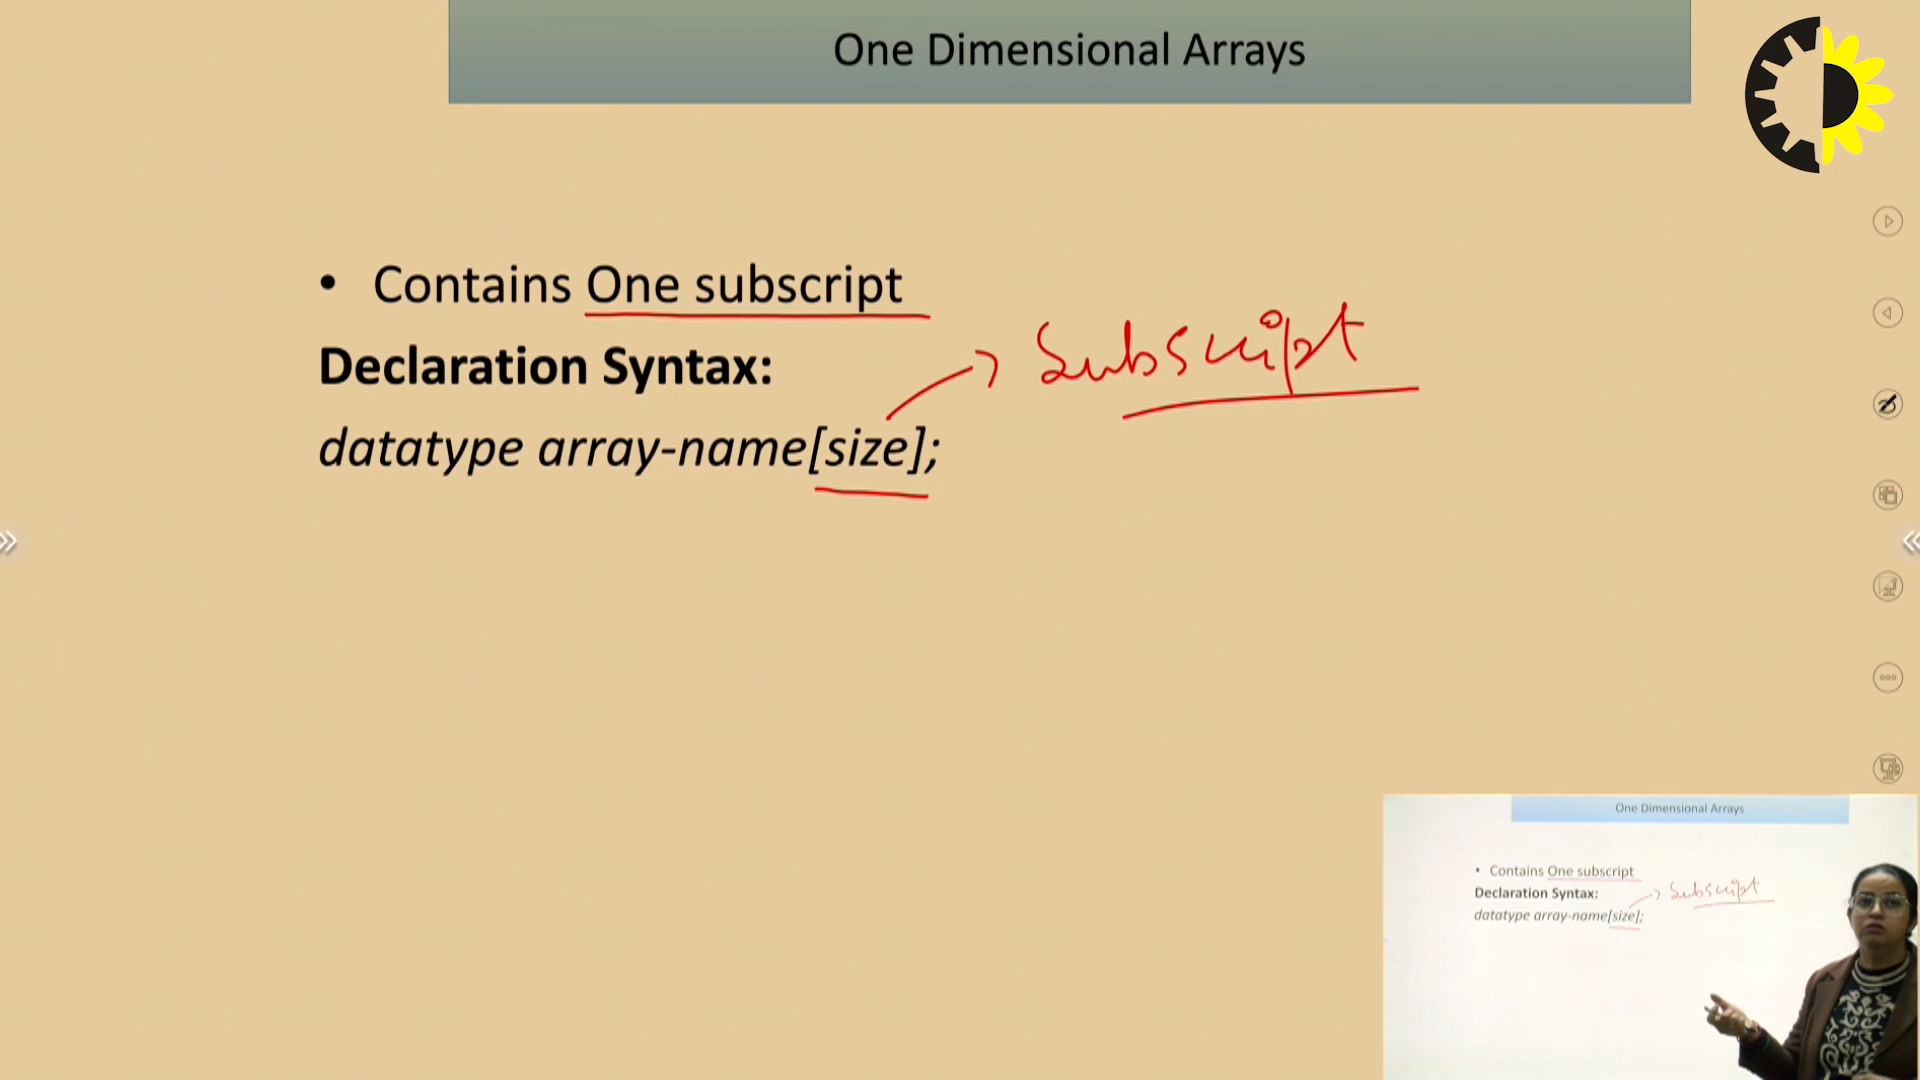 One Dimensional Arrays
• Contains One subscript
Subscript
Declaration Syntax:
datatype array-name[size];
One Dimensional Arrays
• Contains One subscript
Declaration Syntax:
Subscript
datatype array-name[size];